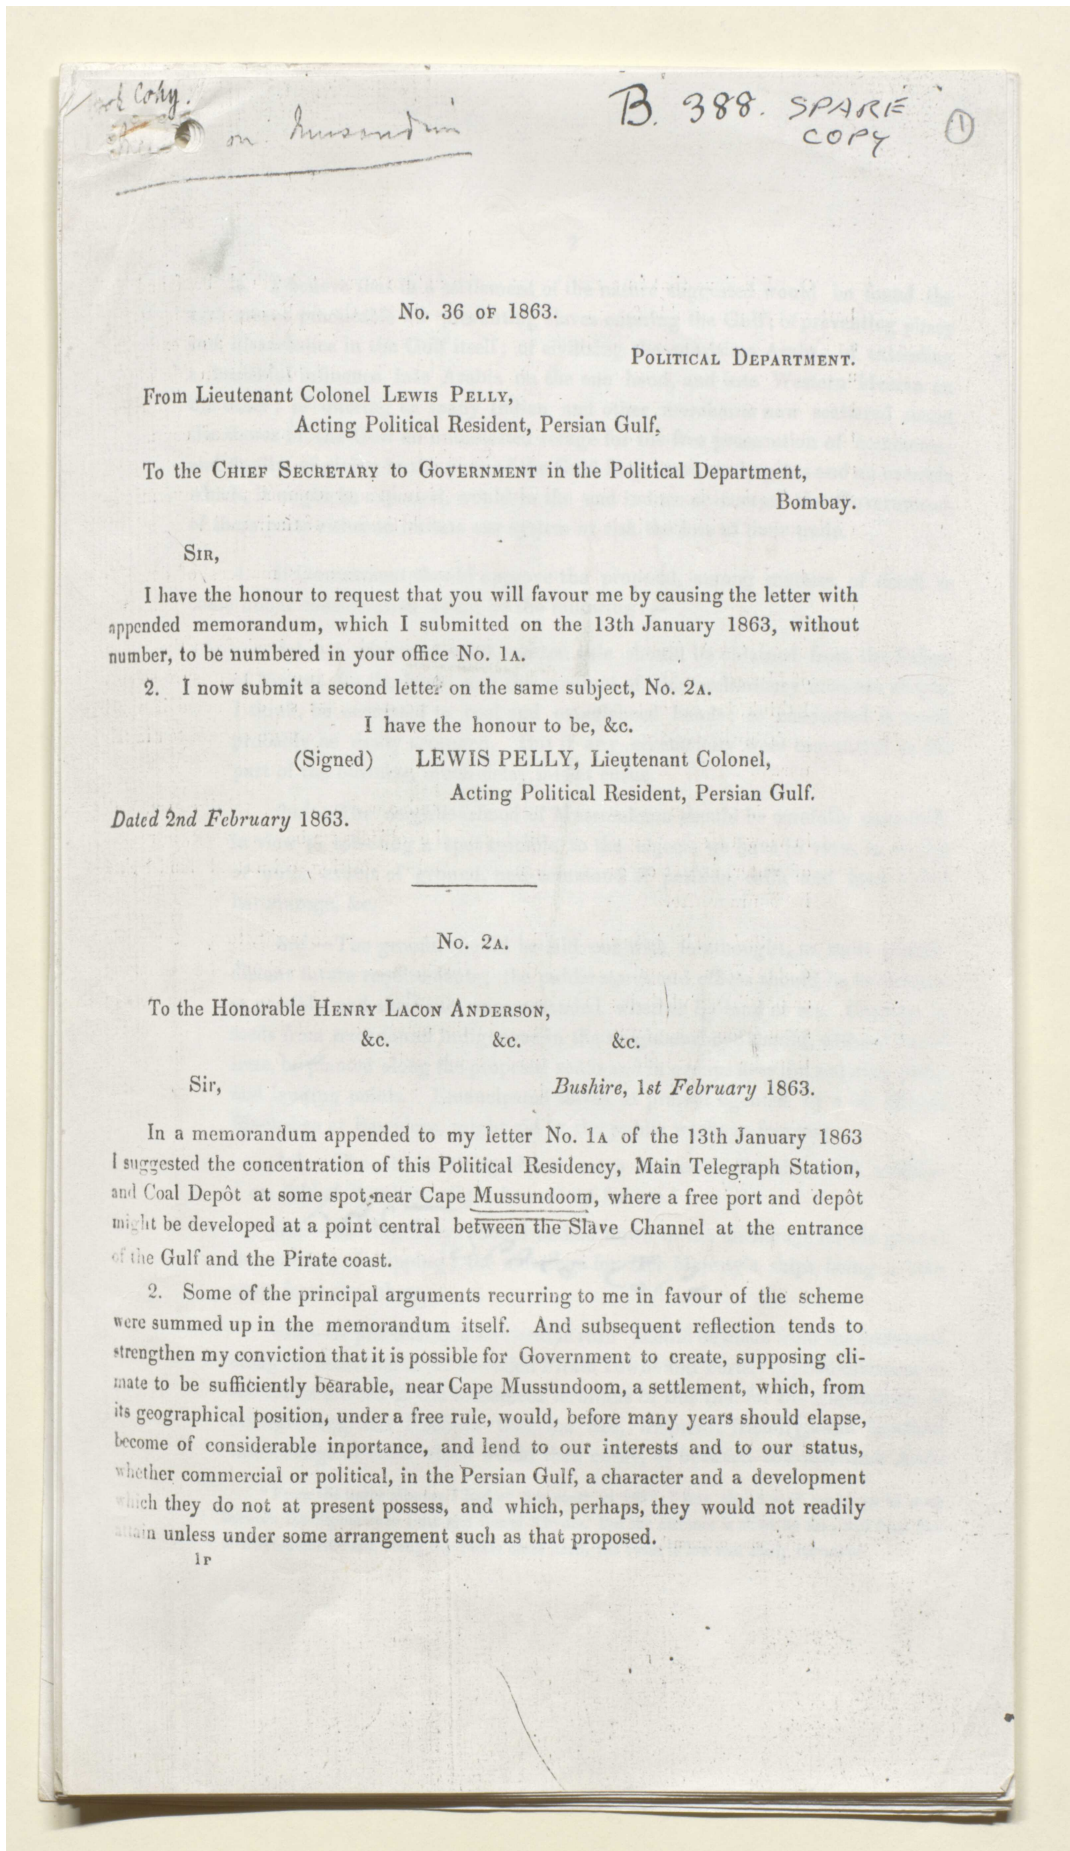 Copy.
on Musondim
B. 388. SPARE
COPY
1
No. 36 OF 1863.
POLITICAL DEPARTMENT.
From Lieutenant Colonel LEWIS PELLY,
Acting Political Resident, Persian Gulf.
To the CHIEF SECRETARY to GOVERNMENT in the Political Department,
Bombay.
SIR,
I have the honour to request that you will favour me by causing the letter with
appended memorandum, which I submitted on the 13th January 1863, without
number, to be numbered in your office No. 1A.
2. I now submit a second letter on the same subject, No. 2A.
I have the honour to be, &c.
(Signed) LEWIS PELLY, Lieutenant Colonel,
Acting Political Resident, Persian Gulf.
Dated 2nd February 1863.
No. 2A.
To the Honorable HENRY LACON ANDERSON,
&c. &c. &c.
Sir, Bushire, 1st February 1863.
In a memorandum appended to my letter No. 1A of the 13th January 1863
I suggested the concentration of this Political Residency, Main Telegraph Station,
and Coal Depôt at some spot near Cape Mussundoom, where a free port and depôt
might be developed at a point central between the Slave Channel at the entrance
of the Gulf and the Pirate coast.
2. Some of the principal arguments recurring to me in favour of the scheme
were summed up in the memorandum itself. And subsequent reflection tends to
strengthen my conviction that it is possible for Government to create, supposing cli-
mate to be sufficiently bearable, near Cape Mussundoom, a settlement, which, from
its geographical position, under a free rule, would, before many years should elapse,
become of considerable inportance, and lend to our interests and to our status,
whether commercial or political, in the Persian Gulf, a character and a development
which they do not at present possess, and which, perhaps, they would not readily
attain unless under some arrangement such as that proposed.
1P